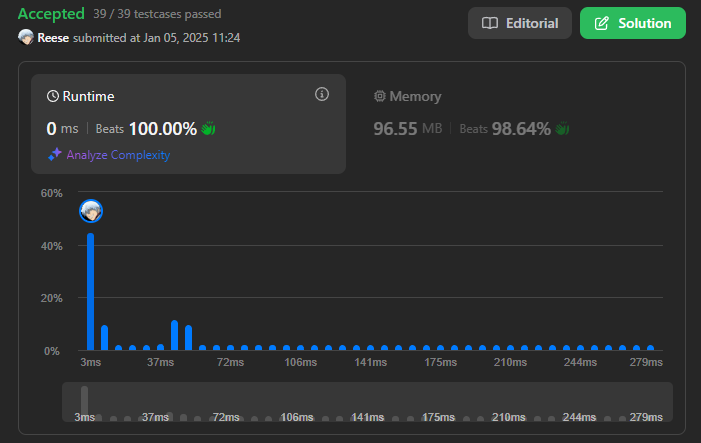 Accepted 39 / 39 testcases passed
Editorial
Solution
Reese submitted at Jan 05, 2025 11:24
Runtime
0 ms | Beats 100.00%
Analyze Complexity
Memory
96.55 MB | Beats 98.64%
60%
40%
20%
0%
3ms 37ms 72ms 106ms 141ms 175ms 210ms 244ms 279ms
3ms 37ms 72ms 106ms 141ms 175ms 210ms 244ms 279ms